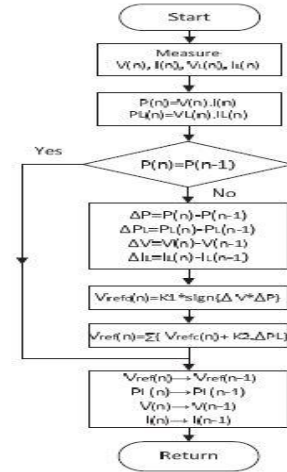 Start
Measure
V(n), I(n), VL(n), IL(n)
P(n)=V(n).I(n)
PL(n)=VL(n).IL(n)
Yes
P(n)=P(n-1)
No
ΔP=P(n)-P(n-1)
ΔPL=PL(n)-PL(n-1)
ΔV=V(n)-V(n-1)
ΔIL=IL(n)-IL(n-1)
Vrefc(n)=K1*sign{ΔV*ΔP}
Vref(n)=Σ{ Vrefc(n)+ K2.ΔPL}
Vref(n)→Vref(n-1)
PL(n)→PL(n-1)
V(n)→V(n-1)
IL(n)→IL(n-1)
Return